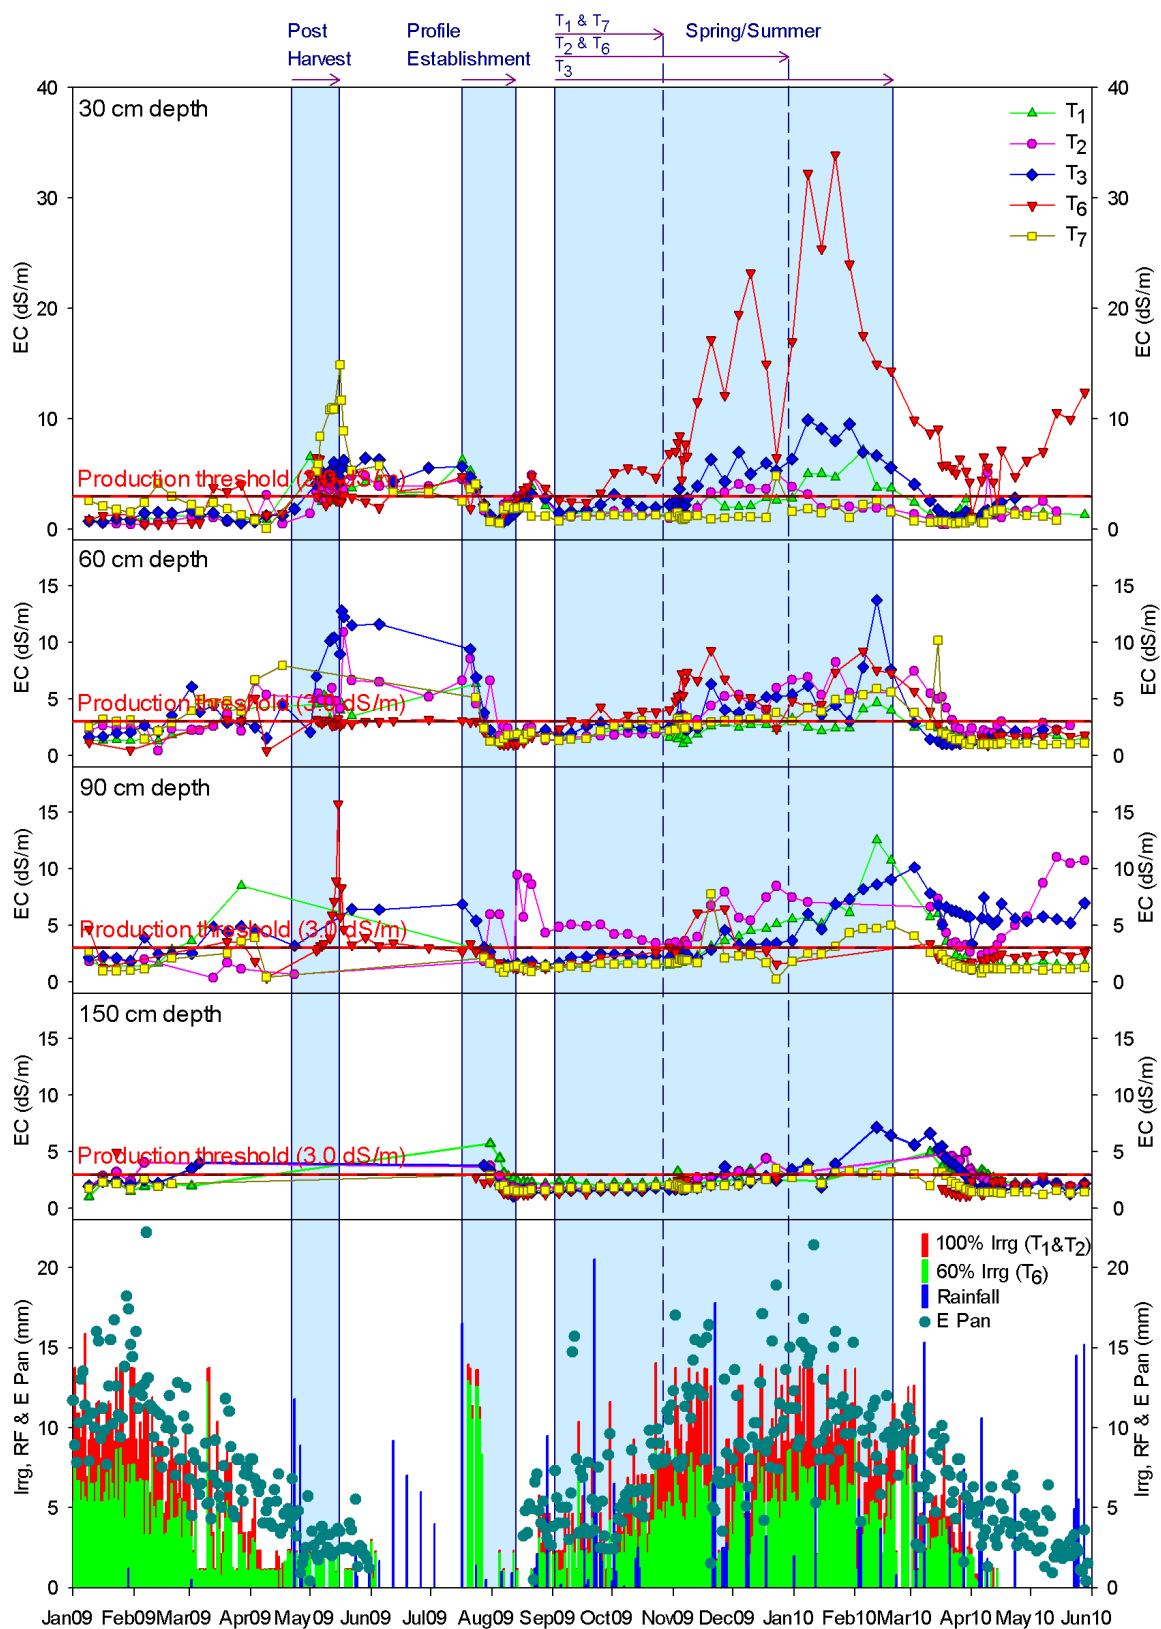 Post Harvest
Profile Establishment
T1 & T7
T2 & T6
T3
Spring/Summer
30 cm depth
EC (dS/m)
40
30
20
10
0
Production threshold (3.0 dS/m)
T1
T2
T3
T6
T7
40
30
20
10
0
EC (dS/m)
60 cm depth
EC (dS/m)
15
10
5
0
Production threshold (3.0 dS/m)
15
10
5
0
EC (dS/m)
90 cm depth
EC (dS/m)
15
10
5
0
Production threshold (3.0 dS/m)
15
10
5
0
EC (dS/m)
150 cm depth
EC (dS/m)
15
10
5
0
Production threshold (3.0 dS/m)
15
10
5
0
EC (dS/m)
Irrg, RF & E Pan (mm)
20
15
10
5
0
100% Irrg (T1&T2)
60% Irrg (T6)
Rainfall
E Pan
20
15
10
5
0
Irrg, RF & E Pan (mm)
Jan09 Feb09 Mar09 Apr09 May09 Jun09 Jul09 Aug09 Sep09 Oct09 Nov09 Dec09 Jan10 Feb10 Mar10 Apr10 May10 Jun10